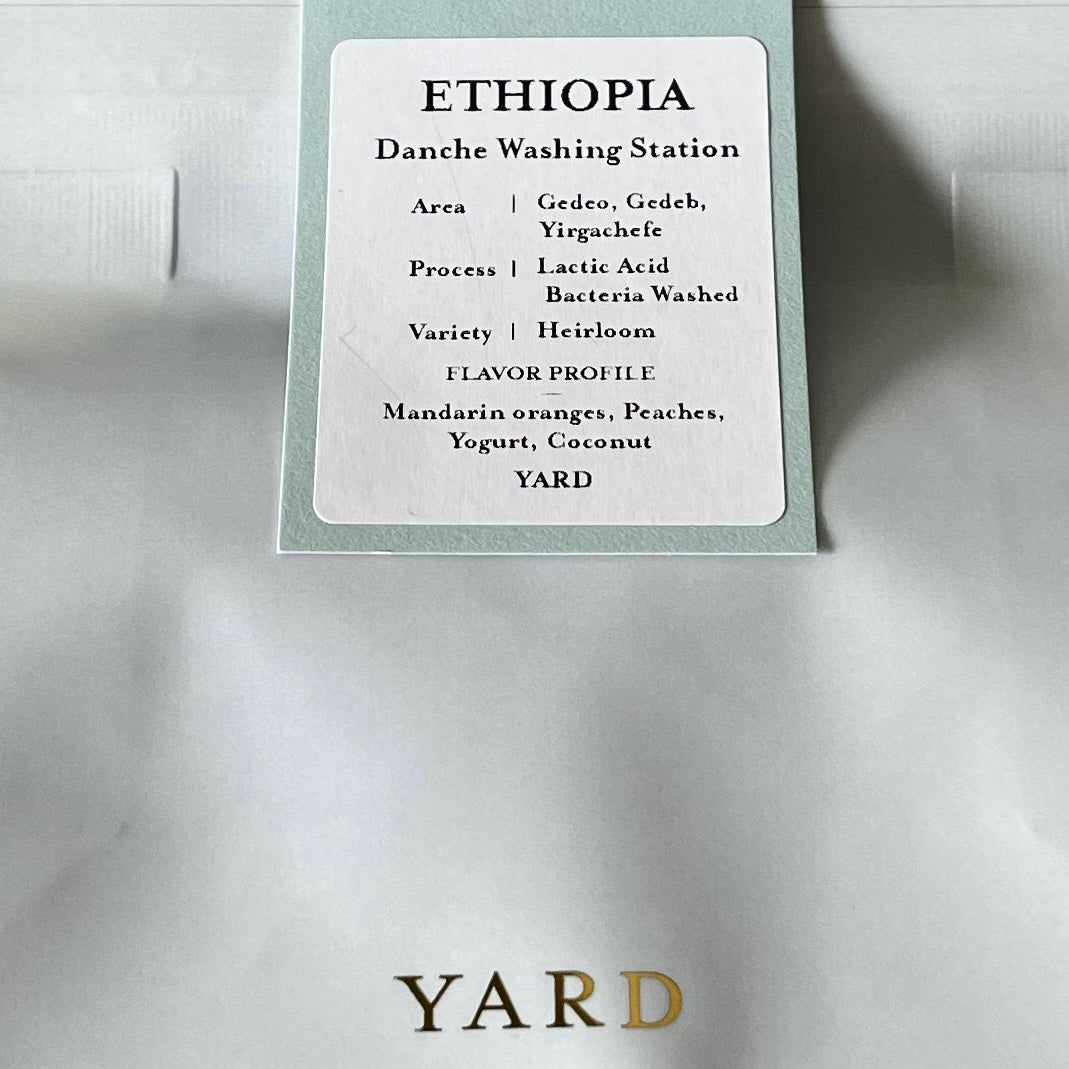 ETHIOPIA
Danche Washing Station
Area | Gedeo, Gedeb,
Yirgachefe
Process | Lactic Acid
Bacteria Washed
Variety | Heirloom
FLAVOR PROFILE
Mandarin oranges, Peaches,
Yogurt, Coconut
YARD
YARD